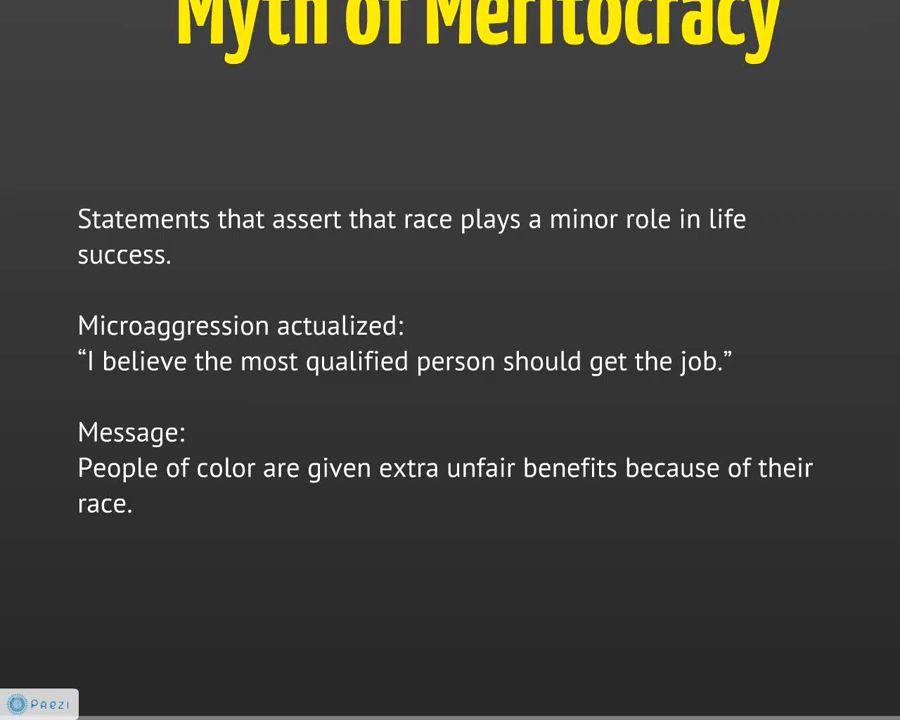 Myth of Meritocracy
Statements that assert that race plays a minor role in life
success.
Microaggression actualized:
“I believe the most qualified person should get the job.”
Message:
People of color are given extra unfair benefits because of their
race.
Prezi